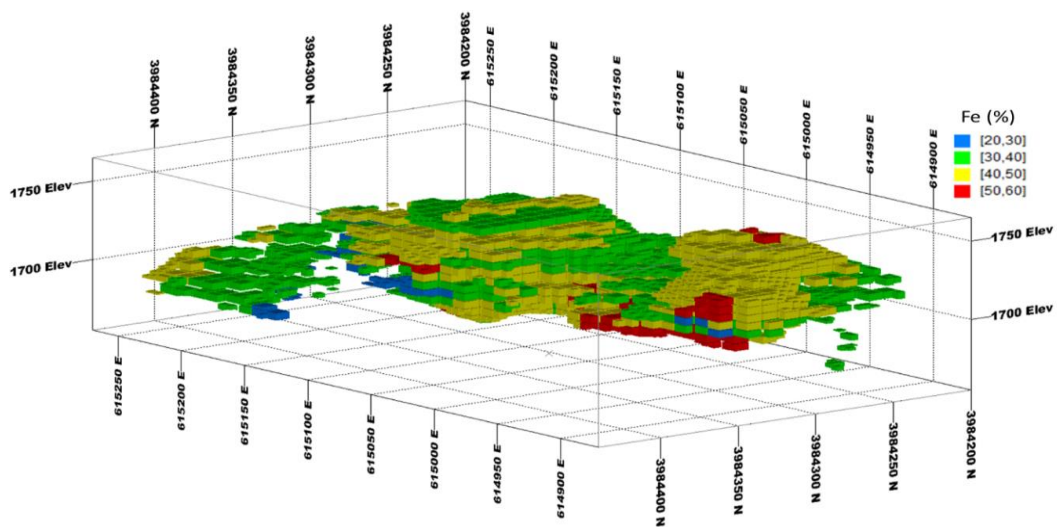 3984400 N
3984350 N
3984300 N
3984250 N
3984200 N
615250 E
615200 E
615150 E
615100 E
615050 E
615000 E
614950 E
614900 E
Fe (%)
[20,30]
[30,40]
[40,50]
[50,60]
1750 Elev
1700 Elev
1750 Elev
1700 Elev
615250 E
615200 E
615150 E
615100 E
615050 E
615000 E
614950 E
614900 E
3984400 N
3984350 N
3984300 N
3984250 N
3984200 N